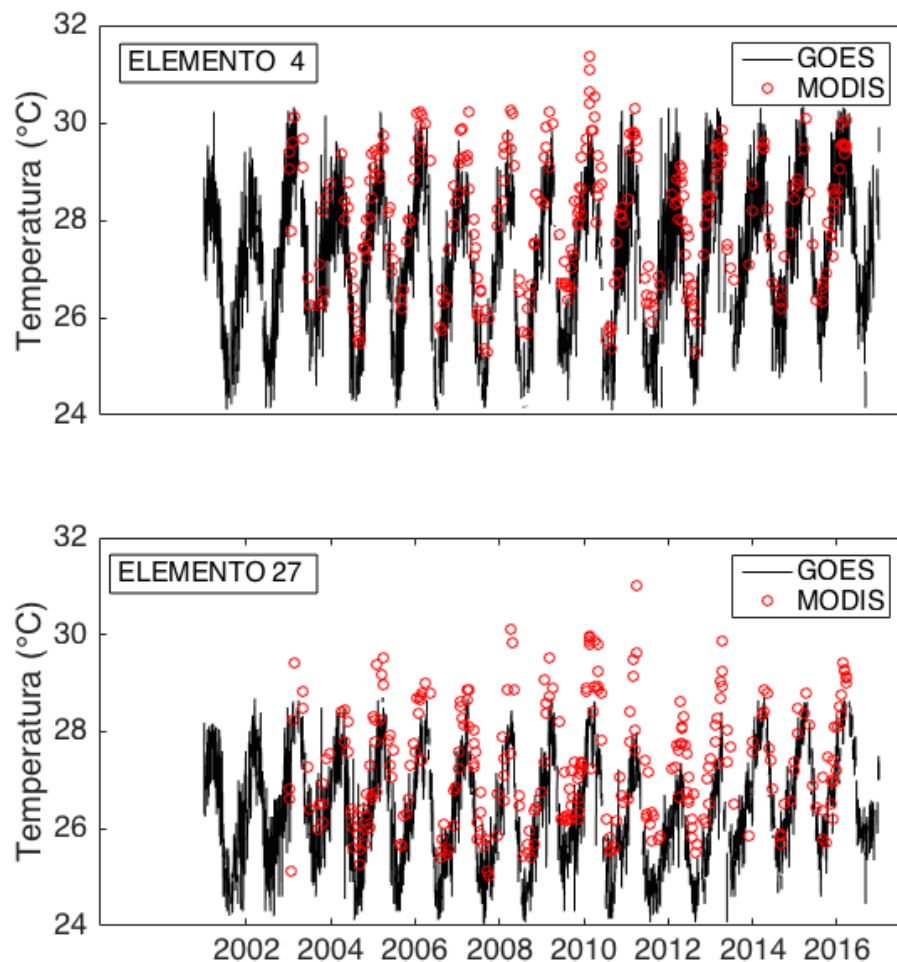 32
30
28
26
24
Temperatura (°C)
ELEMENTO 4
GOES
MODIS
32
30
28
26
24
Temperatura (°C)
ELEMENTO 27
GOES
MODIS
2002 2004 2006 2008 2010 2012 2014 2016